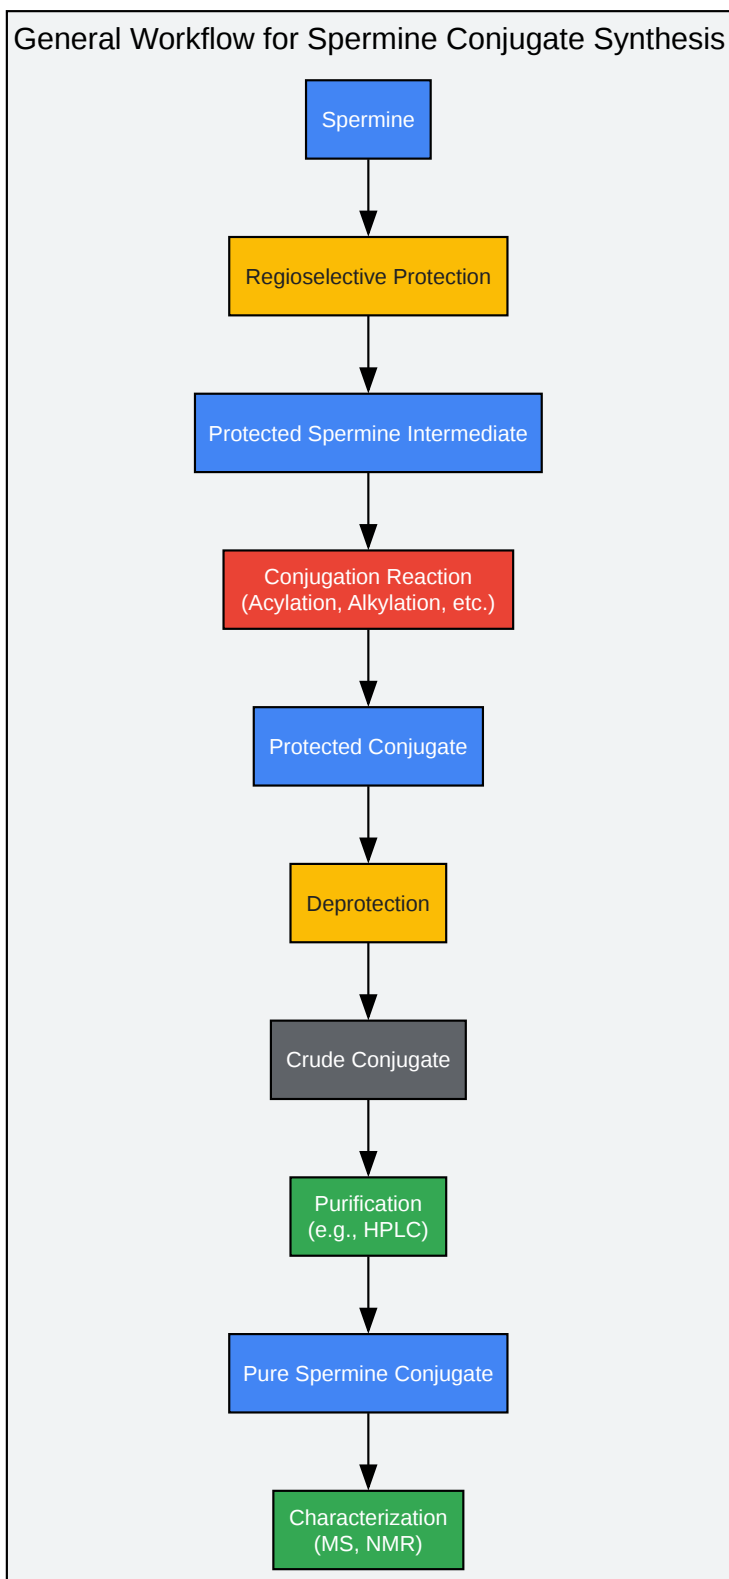 General Workflow for Spermine Conjugate Synthesis
Spermine
Regioselective Protection
Protected Spermine Intermediate
Conjugation Reaction
(Acylation, Alkylation, etc.)
Protected Conjugate
Deprotection
Crude Conjugate
Purification
(e.g., HPLC)
Pure Spermine Conjugate
Characterization
(MS, NMR)